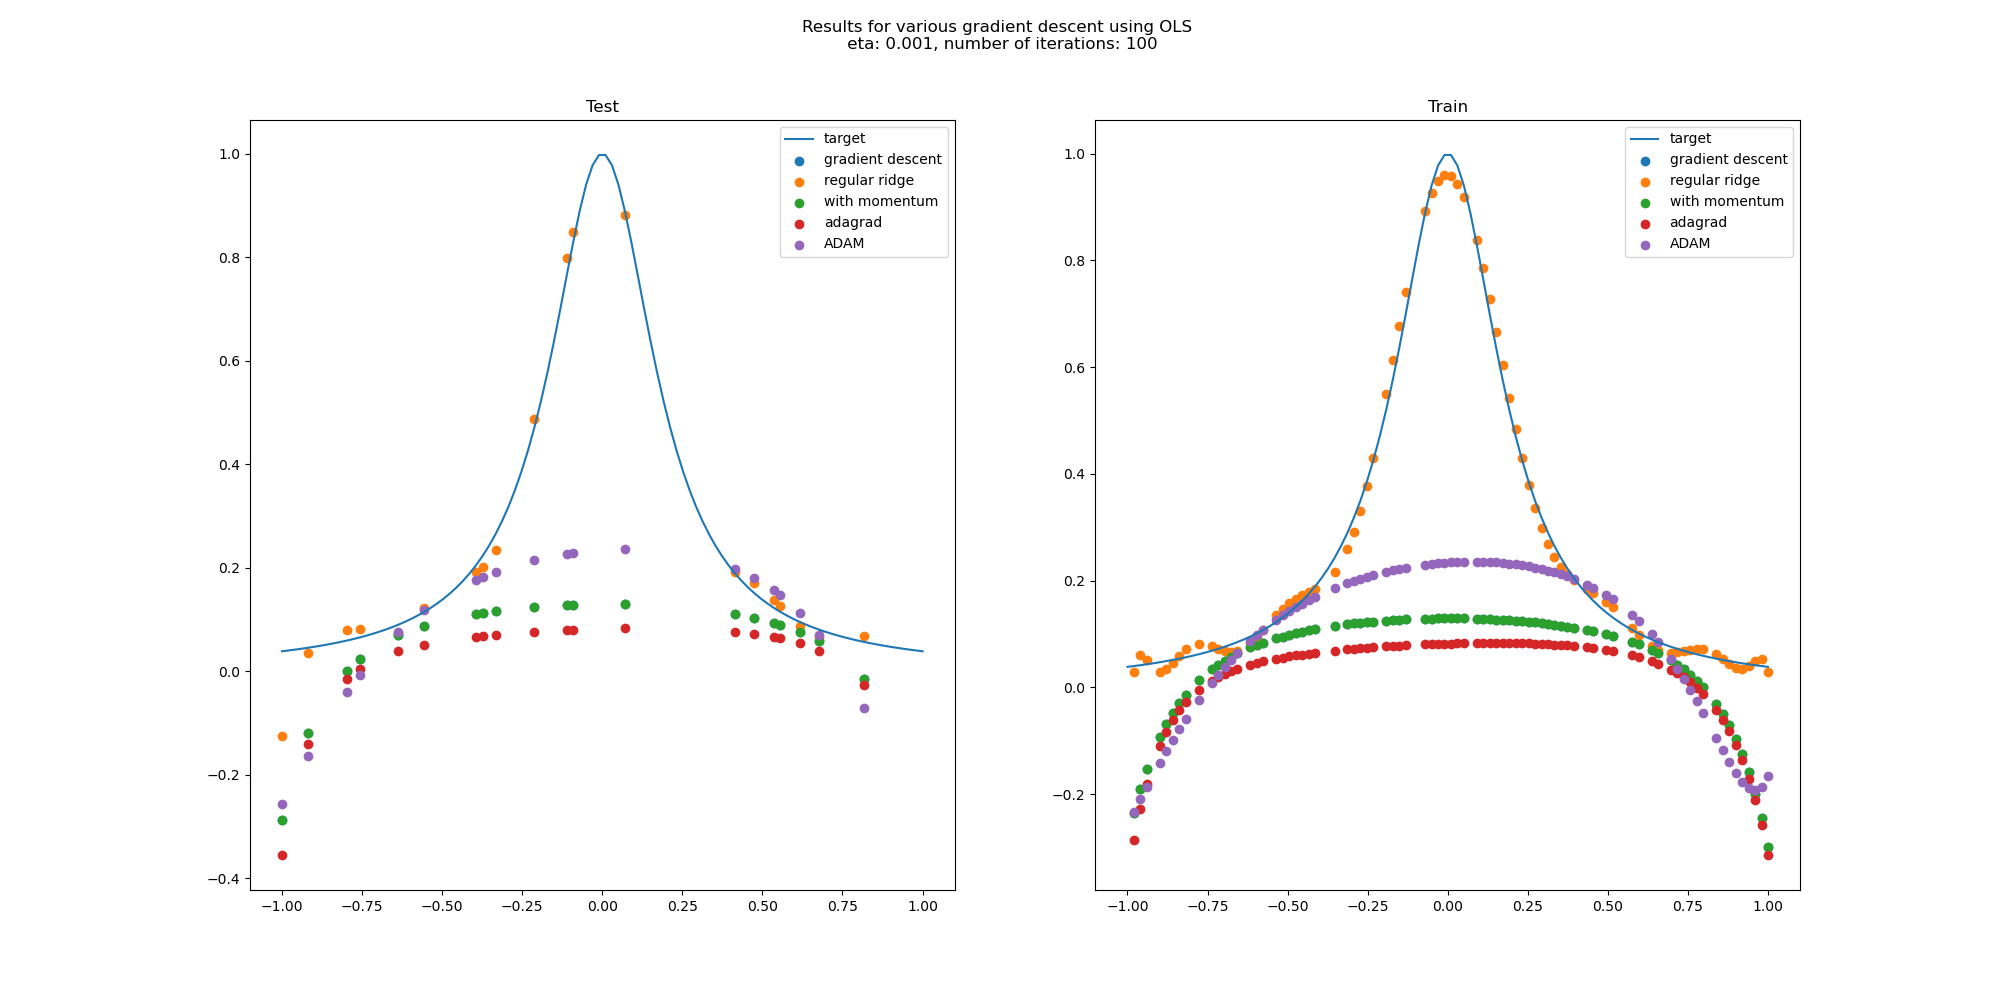 Results for various gradient descent using OLS
eta: 0.001, number of iterations: 100
Test
target
gradient descent
regular ridge
with momentum
adagrad
ADAM
1.0
0.8
0.6
0.4
0.2
0.0
−0.2
−0.4
−1.00 −0.75 −0.50 −0.25 0.00 0.25 0.50 0.75 1.00
Train
target
gradient descent
regular ridge
with momentum
adagrad
ADAM
1.0
0.8
0.6
0.4
0.2
0.0
−0.2
−1.00 −0.75 −0.50 −0.25 0.00 0.25 0.50 0.75 1.00